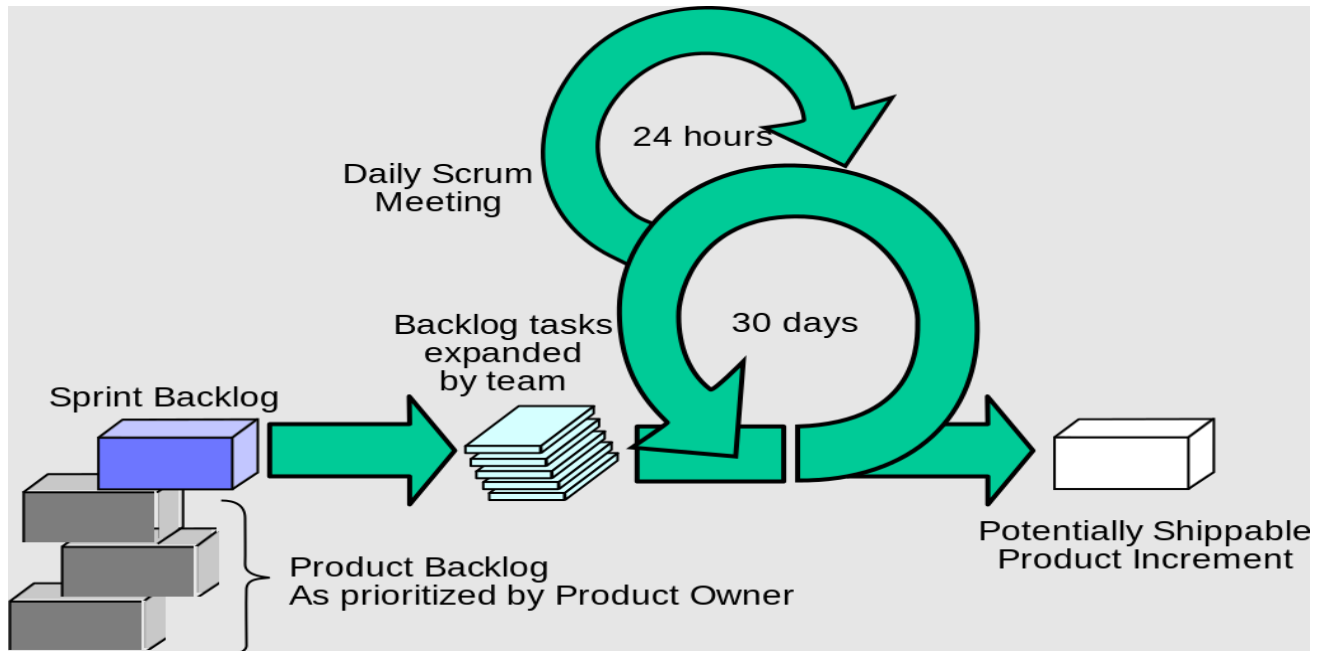 24 hours
Daily Scrum
Meeting
30 days
Backlog tasks
expanded
by team
Sprint Backlog
Potentially Shippable
Product Increment
Product Backlog
As prioritized by Product Owner